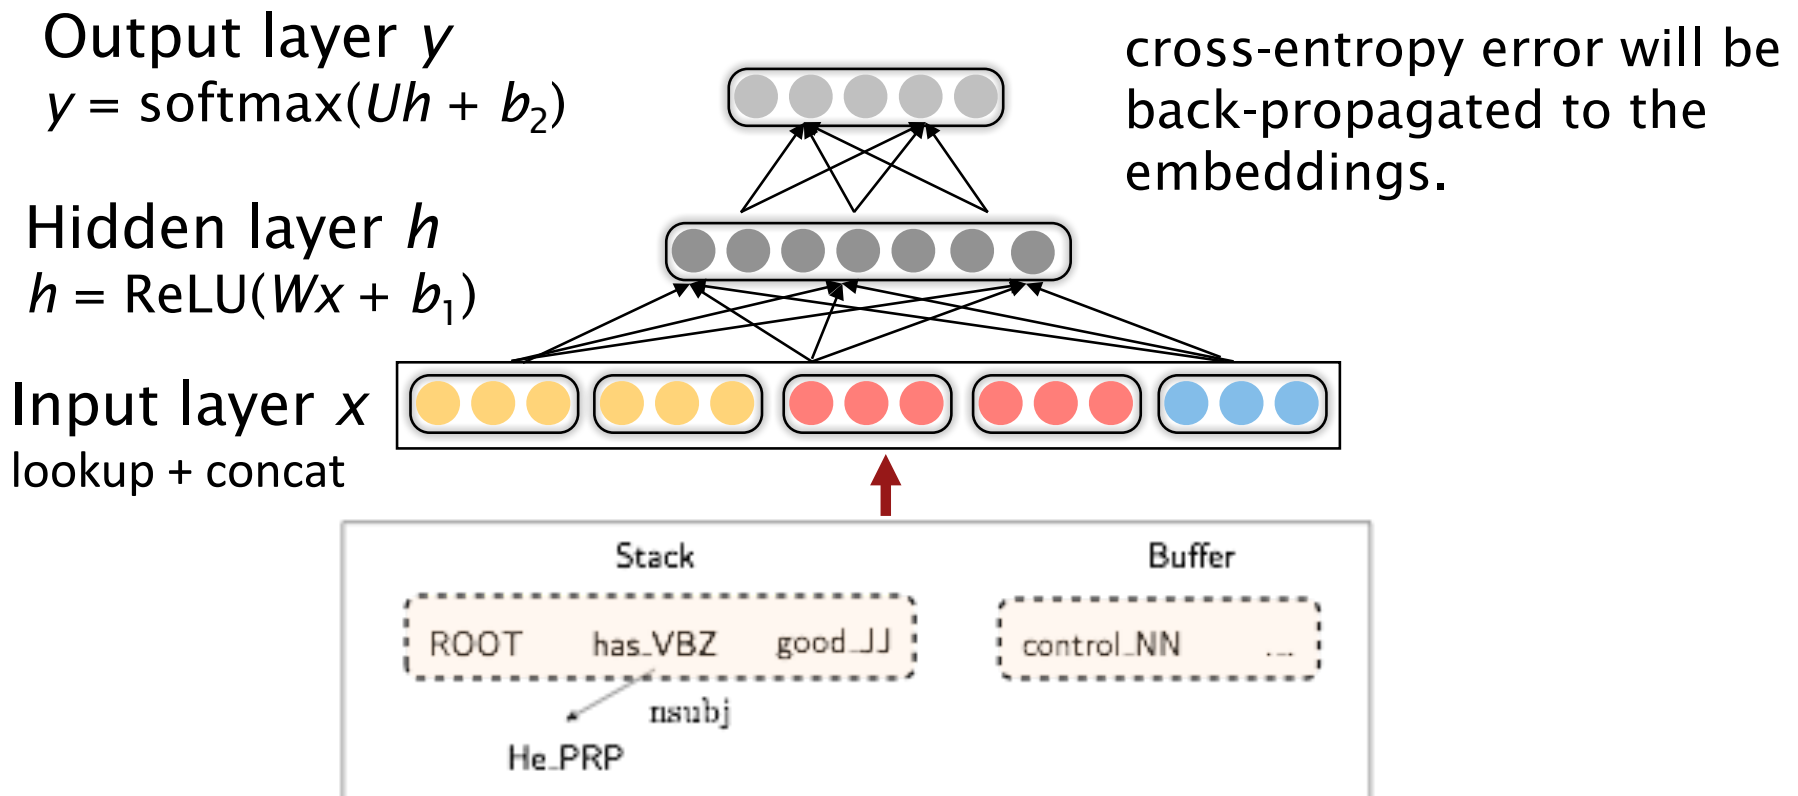 Output layer y
y = softmax(Uh + b₂)
cross-entropy error will be
back-propagated to the
embeddings.
Hidden layer h
h = ReLU(Wx + b₁)
Input layer x
lookup + concat
Stack
Buffer
ROOT has_VBZ good_JJ
control_NN ...
nsubj
He_PRP